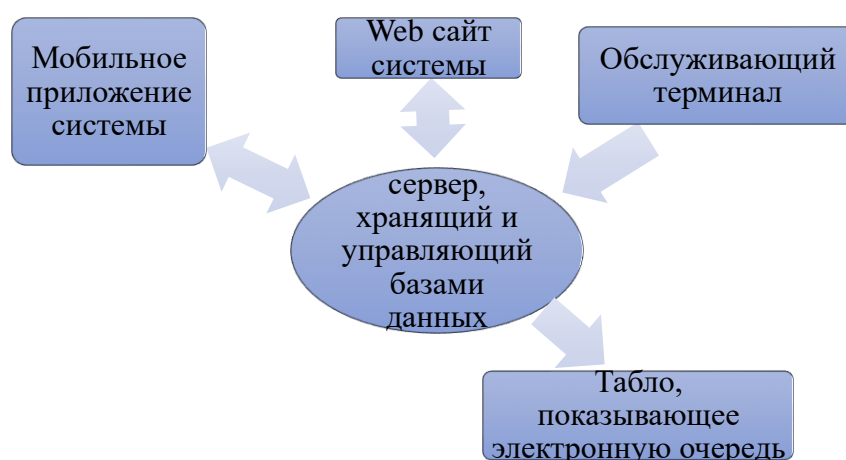 Мобильное
приложение
системы
Web сайт
системы
Обслуживающий
терминал
сервер,
хранящий и
управляющий
базами
данных
Табло,
показывающее
электронную очередь